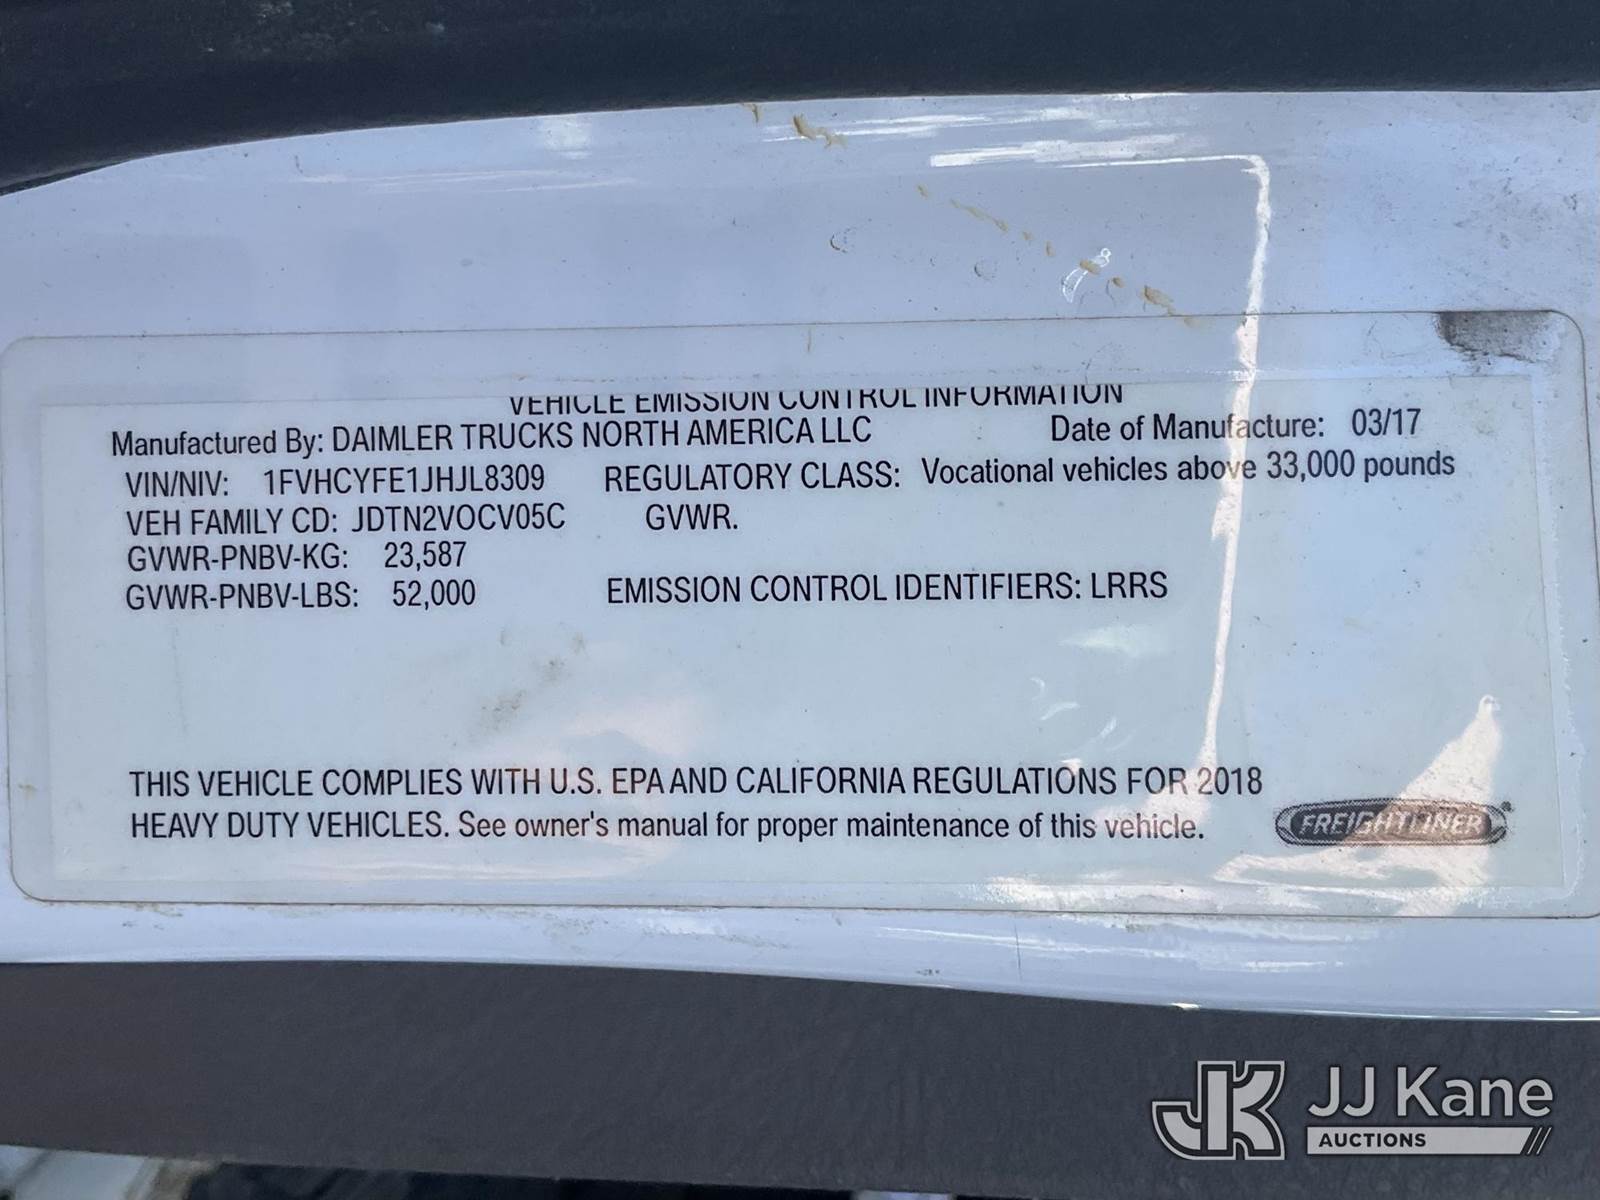 VEHICLE EMISSION CONTROL INFORMATION
Manufactured By: DAIMLER TRUCKS NORTH AMERICA LLC Date of Manufacture: 03/17
VIN/NIV: 1FVHCYFE1JHJL8309 REGULATORY CLASS: Vocational vehicles above 33,000 pounds
VEH FAMILY CD: JDTN2VOCV05C GVWR.
GVWR-PNBV-KG: 23,587
GVWR-PNBV-LBS: 52,000 EMISSION CONTROL IDENTIFIERS: LRRS
THIS VEHICLE COMPLIES WITH U.S. EPA AND CALIFORNIA REGULATIONS FOR 2018
HEAVY DUTY VEHICLES. See owner's manual for proper maintenance of this vehicle.
FREIGHTLINER
JK JJ Kane
AUCTIONS